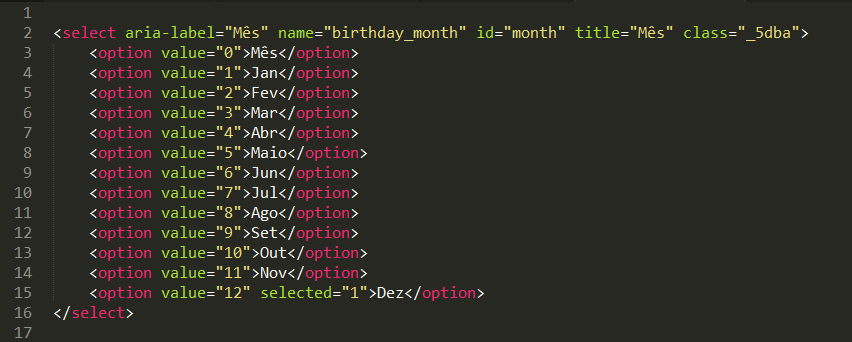 1
2 <select aria-label="Mês" name="birthday_month" id="month" title="Mês" class="_5dba">
3 <option value="0">Mês</option>
4 <option value="1">Jan</option>
5 <option value="2">Fev</option>
6 <option value="3">Mar</option>
7 <option value="4">Abr</option>
8 <option value="5">Maio</option>
9 <option value="6">Jun</option>
10 <option value="7">Jul</option>
11 <option value="8">Ago</option>
12 <option value="9">Set</option>
13 <option value="10">Out</option>
14 <option value="11">Nov</option>
15 <option value="12" selected="1">Dez</option>
16 </select>
17